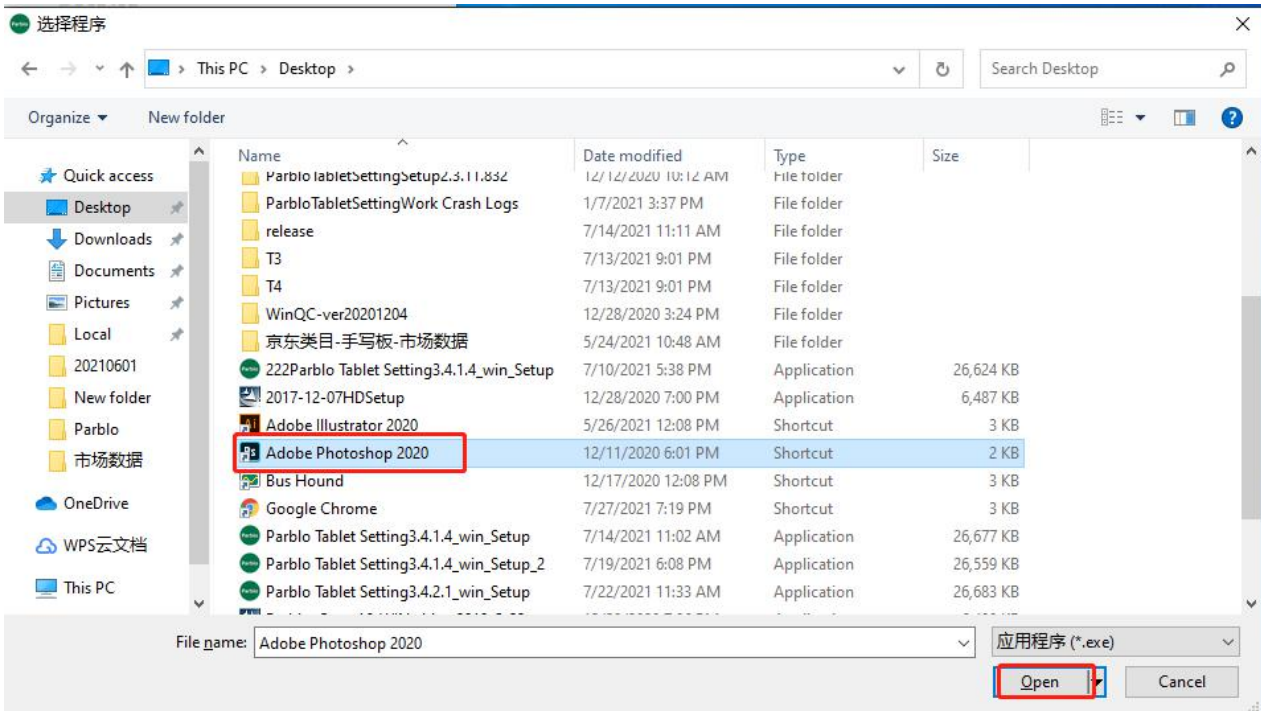 选择程序
This PC > Desktop >
Search Desktop
Organize
New folder
Name Date modified Type Size
Quick access
Desktop
Downloads
Documents
Pictures
Local
20210601
New folder
Parblo
市场数据
OneDrive
WPS云文档
This PC
ParbloTabletSettingSetup2.3.11.832 12/12/2020 10:12 AM File folder
ParbloTabletSettingWork Crash Logs 1/7/2021 3:37 PM File folder
release 7/14/2021 11:11 AM File folder
T3 7/13/2021 9:01 PM File folder
T4 7/13/2021 9:01 PM File folder
WinQC-ver20201204 12/28/2020 3:24 PM File folder
京东类目-手写板-市场数据 5/24/2021 10:48 AM File folder
222Parblo Tablet Setting3.4.1.4_win_Setup 7/10/2021 5:38 PM Application 26,624 KB
2017-12-07HDSetup 12/28/2020 7:00 PM Application 6,487 KB
Adobe Illustrator 2020 5/26/2021 12:08 PM Shortcut 3 KB
Adobe Photoshop 2020 12/11/2020 6:01 PM Shortcut 2 KB
Bus Hound 12/17/2020 12:08 PM Shortcut 3 KB
Google Chrome 7/27/2021 7:19 PM Shortcut 3 KB
Parblo Tablet Setting3.4.1.4_win_Setup 7/14/2021 11:02 AM Application 26,677 KB
Parblo Tablet Setting3.4.1.4_win_Setup_2 7/19/2021 6:08 PM Application 26,559 KB
Parblo Tablet Setting3.4.2.1_win_Setup 7/22/2021 11:33 AM Application 26,683 KB
File name: Adobe Photoshop 2020
应用程序 (*.exe)
Open
Cancel